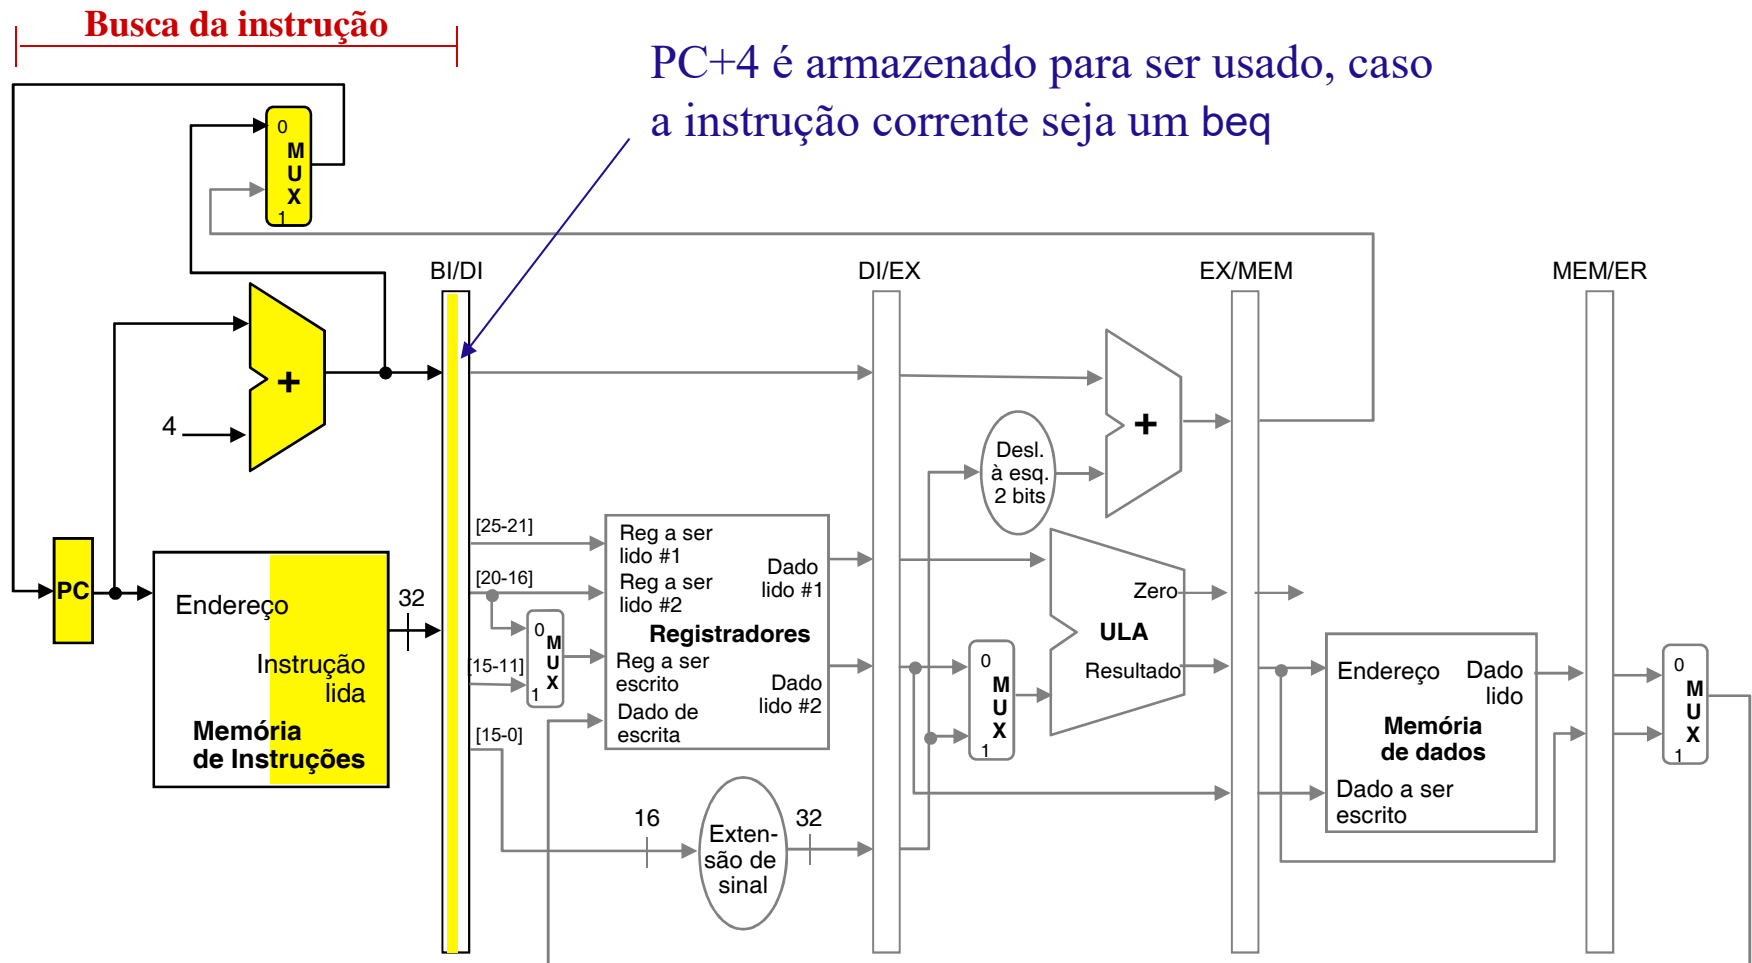 Busca da instrução
PC+4 é armazenado para ser usado, caso
a instrução corrente seja um beq
0
M
U
X
1
BI/DI
DI/EX
EX/MEM
MEM/ER
+
4
+
Desl.
à esq.
2 bits
PC
Endereço
Instrução
lida
Memória
de Instruções
32
[25-21]
[20-16]
[15-11]
[15-0]
0
M
U
X
1
Reg a ser
lido #1
Reg a ser
lido #2
Registradores
Reg a ser
escrito
Dado de
escrita
Dado
lido #1
Dado
lido #2
16
Exten-
são de
sinal
32
0
M
U
X
1
Zero
ULA
Resultado
Endereço
Dado
lido
Memória
de dados
Dado a ser
escrito
0
M
U
X
1